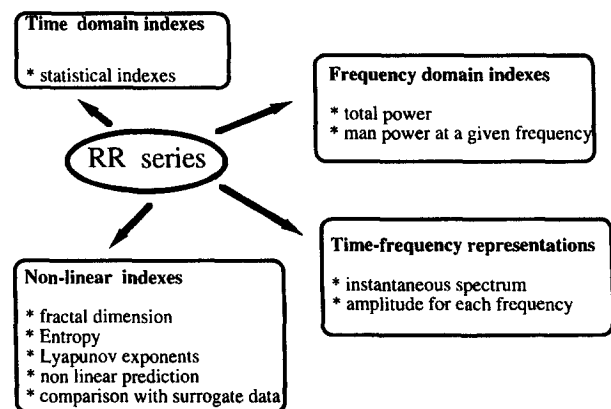 Time domain indexes
* statistical indexes
Frequency domain indexes
* total power
* man power at a given frequency
RR series
Time-frequency representations
* instantaneous spectrum
* amplitude for each frequency
Non-linear indexes
* fractal dimension
* Entropy
* Lyapunov exponents
* non linear prediction
* comparison with surrogate data